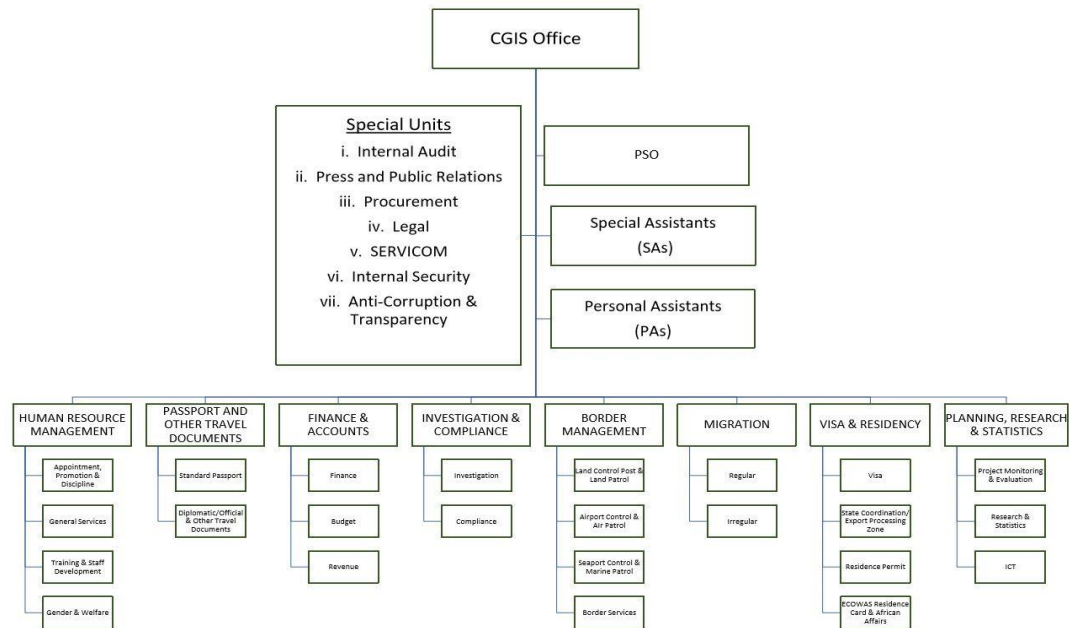 CGIS Office
Special Units
i. Internal Audit
ii. Press and Public Relations
iii. Procurement
iv. Legal
v. SERVICOM
vi. Internal Security
vii. Anti-Corruption &
Transparency
PSO
Special Assistants
(SAs)
Personal Assistants
(PAs)
HUMAN RESOURCE
MANAGEMENT
Appointment,
Promotion &
Discipline
General Services
Training & Staff
Development
Gender & Welfare
PASSPORT AND
OTHER TRAVEL
DOCUMENTS
Standard Passport
Diplomatic/Official
& Other Travel
Documents
FINANCE &
ACCOUNTS
Finance
Budget
Revenue
INVESTIGATION &
COMPLIANCE
Investigation
Compliance
BORDER
MANAGEMENT
Land Control Post &
Land Patrol
Airport Control &
Air Patrol
Seaport Control &
Marine Patrol
Border Services
MIGRATION
Regular
Irregular
VISA & RESIDENCY
Visa
State Coordination/
Export Processing
Zone
Residence Permit
ECOWAS Residence
Card & African
Affairs
PLANNING, RESEARCH
& STATISTICS
Project Monitoring
& Evaluation
Research &
Statistics
ICT